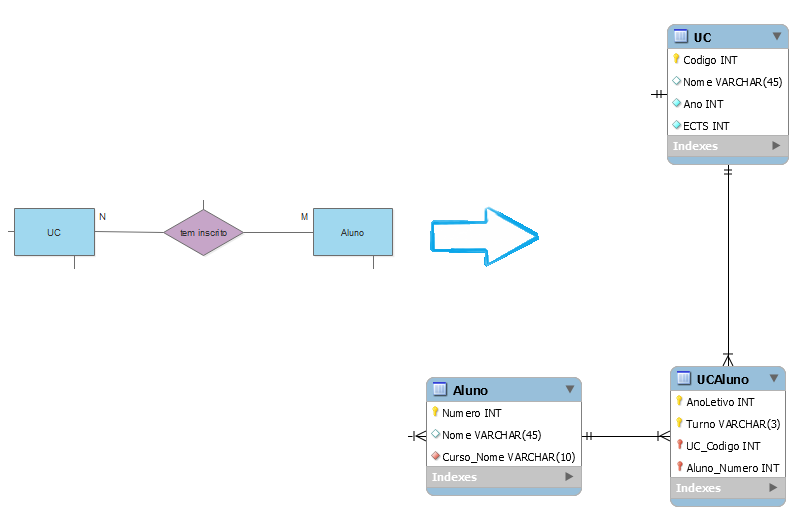 UC
N
tem inscrito
M
Aluno
UC
Codigo INT
Nome VARCHAR(45)
Ano INT
ECTS INT
Indexes
Aluno
Numero INT
Nome VARCHAR(45)
Curso_Nome VARCHAR(10)
Indexes
UCAluno
AnoLetivo INT
Turno VARCHAR(3)
UC_Codigo INT
Aluno_Numero INT
Indexes